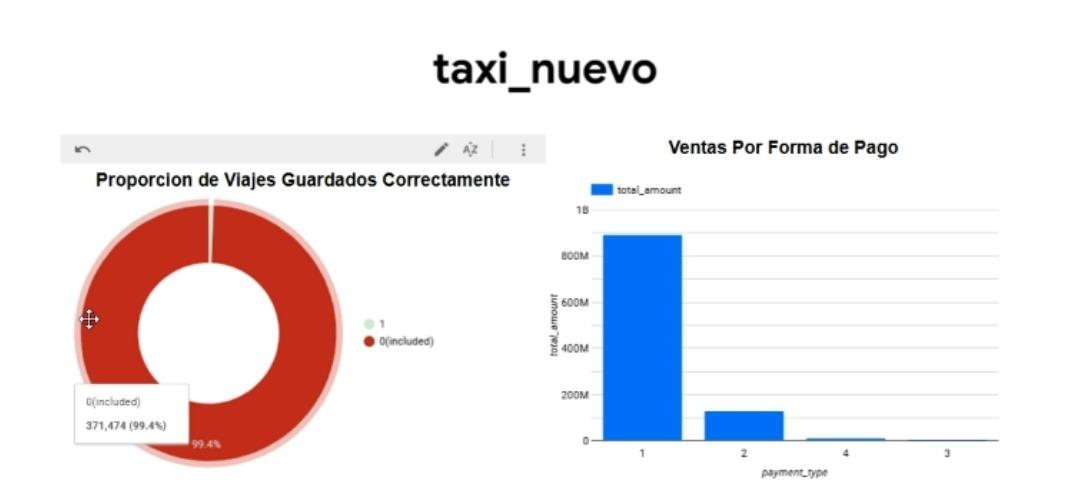 taxi_nuevo
AZ
Proporcion de Viajes Guardados Correctamente
1
0(included)
0(included)
371,474 (99.4%)
99.4%
Ventas Por Forma de Pago
total_amount
1B
800M
600M
400M
200M
0
total_amount
1
2
4
3
payment_type